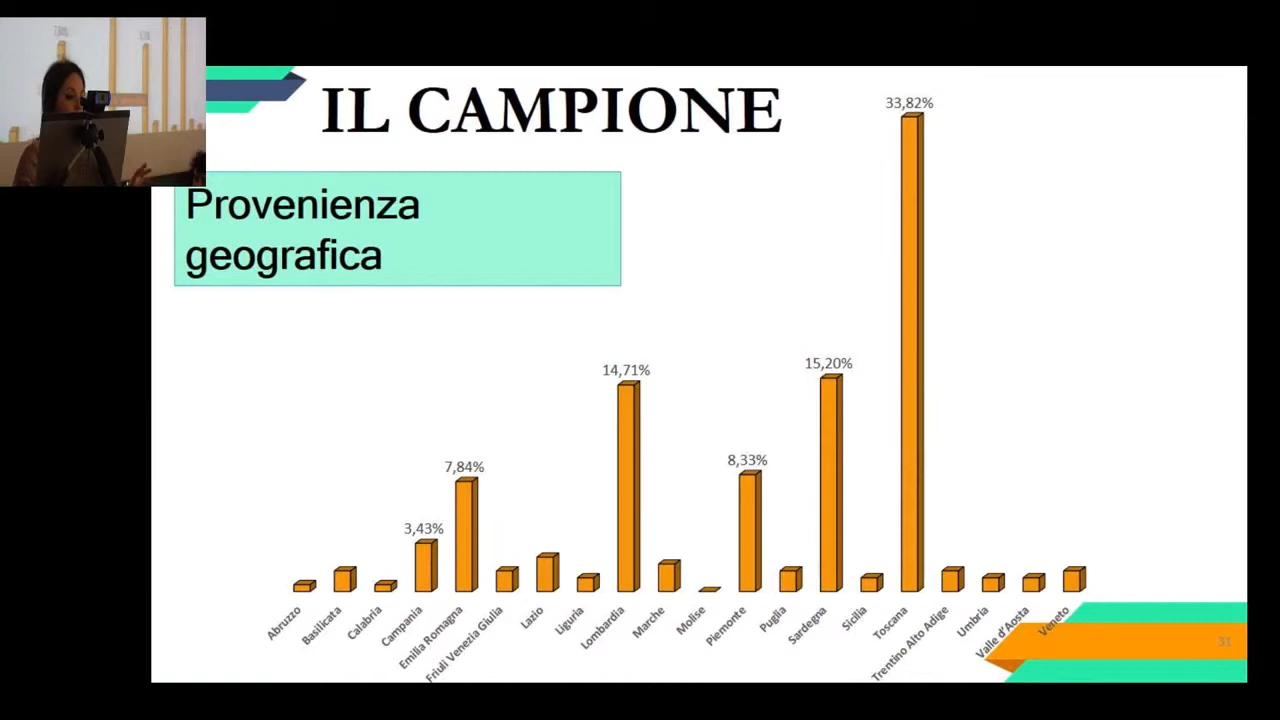 IL CAMPIONE
Provenienza
geografica
33,82%
15,20%
14,71%
8,33%
7,84%
3,43%
Abruzzo
Basilicata
Calabria
Campania
Emilia Romagna
Friuli Venezia Giulia
Lazio
Liguria
Lombardia
Marche
Molise
Piemonte
Puglia
Sardegna
Sicilia
Toscana
Trentino Alto Adige
Umbria
Valle d'Aosta
Veneto
31